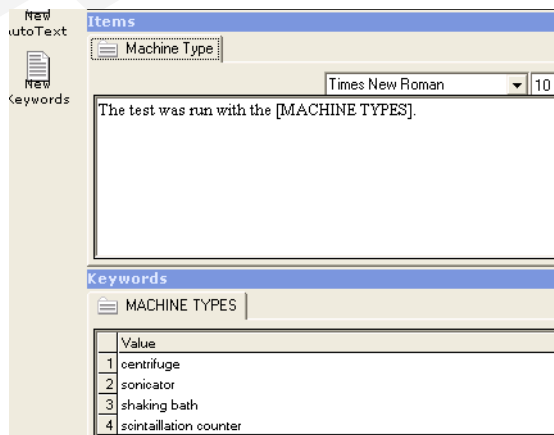 New
AutoText
New
Keywords
Items
Machine Type
Times New Roman
10
The test was run with the [MACHINE TYPES].
Keywords
MACHINE TYPES
Value
1 centrifuge
2 sonicator
3 shaking bath
4 scintaillation counter